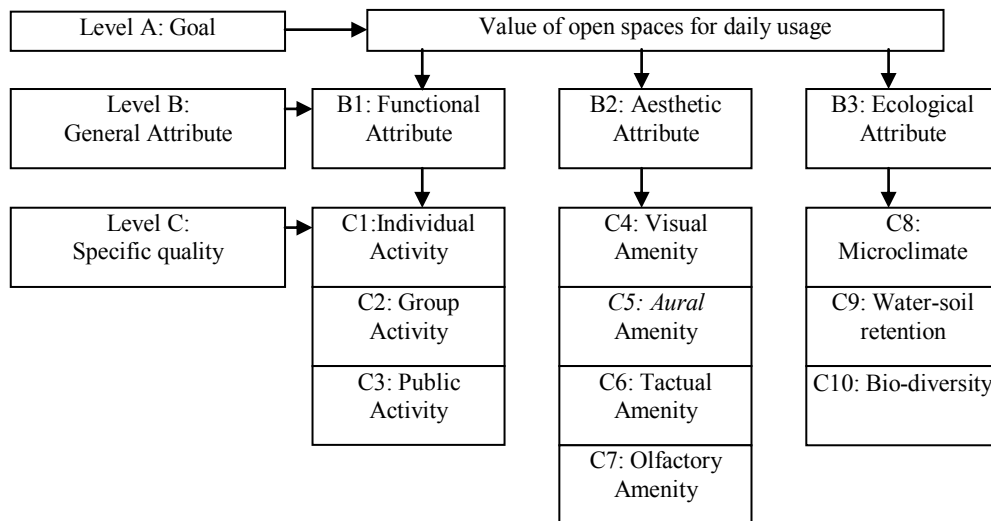 Level A: Goal
Value of open spaces for daily usage
Level B:
General Attribute
B1: Functional
Attribute
B2: Aesthetic
Attribute
B3: Ecological
Attribute
Level C:
Specific quality
C1:Individual
Activity
C2: Group
Activity
C3: Public
Activity
C4: Visual
Amenity
C5: Aural
Amenity
C6: Tactual
Amenity
C7: Olfactory
Amenity
C8:
Microclimate
C9: Water-soil
retention
C10: Bio-diversity